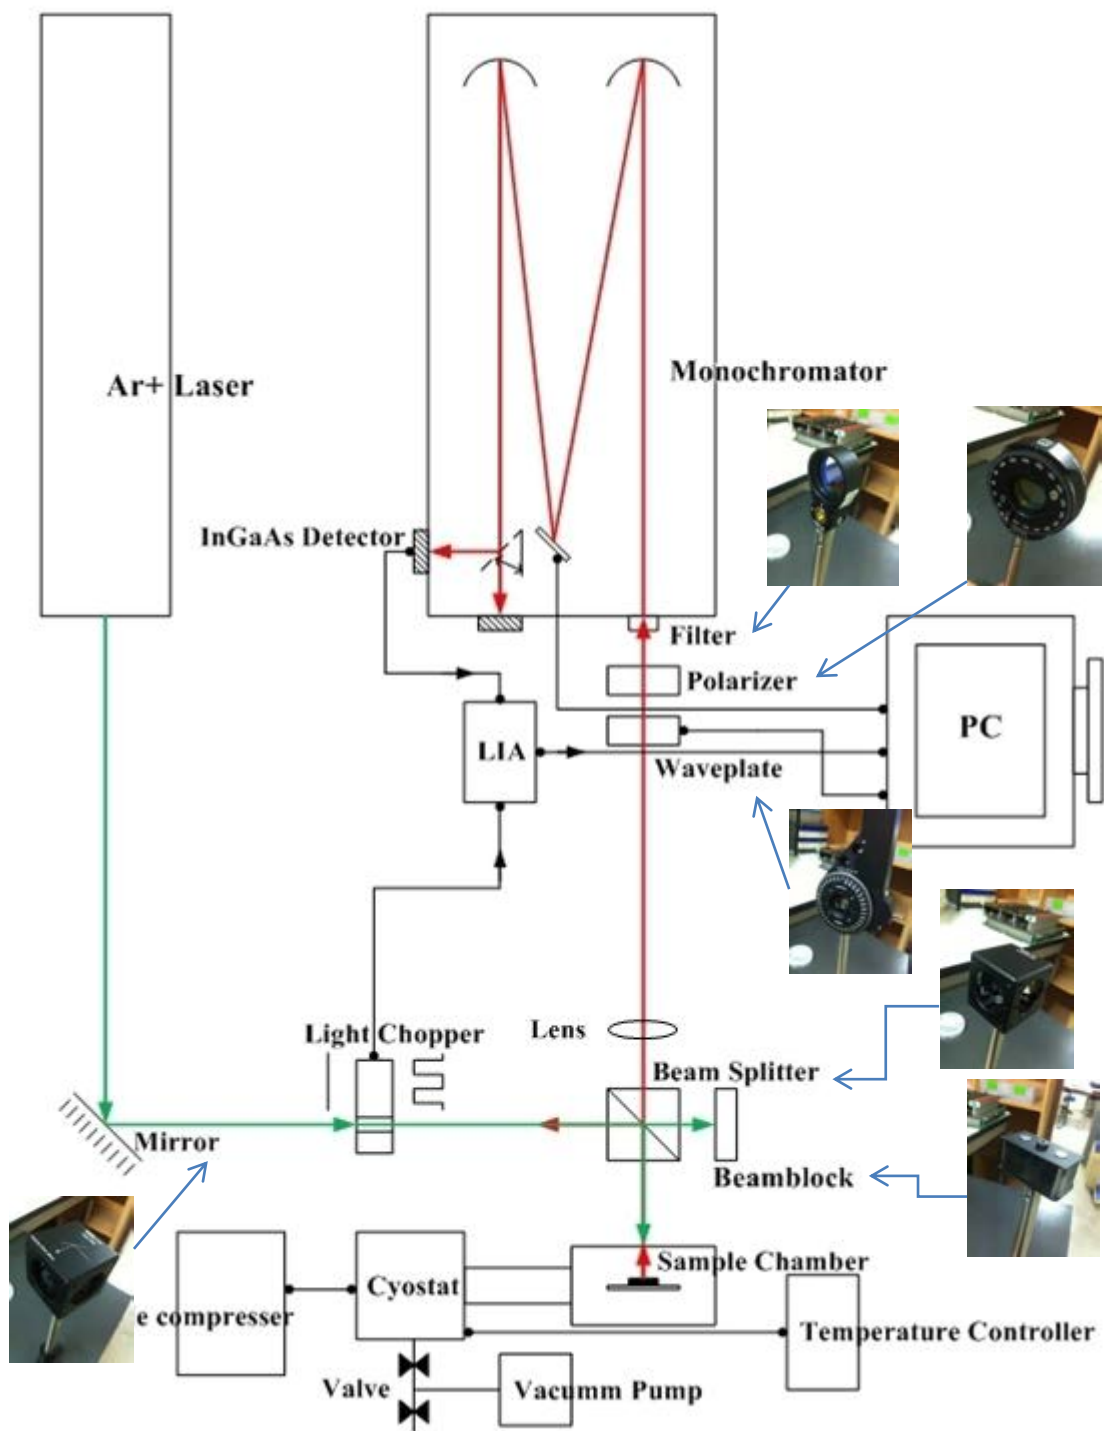 Ar+ Laser
Monochromator
InGaAs Detector
Filter
Polarizer
LIA
PC
Waveplate
Light Chopper
Lens
Beam Splitter
Mirror
Beamblock
Sample Chamber
Cyostat
e compresser
Temperature Controller
Valve
Vacumm Pump